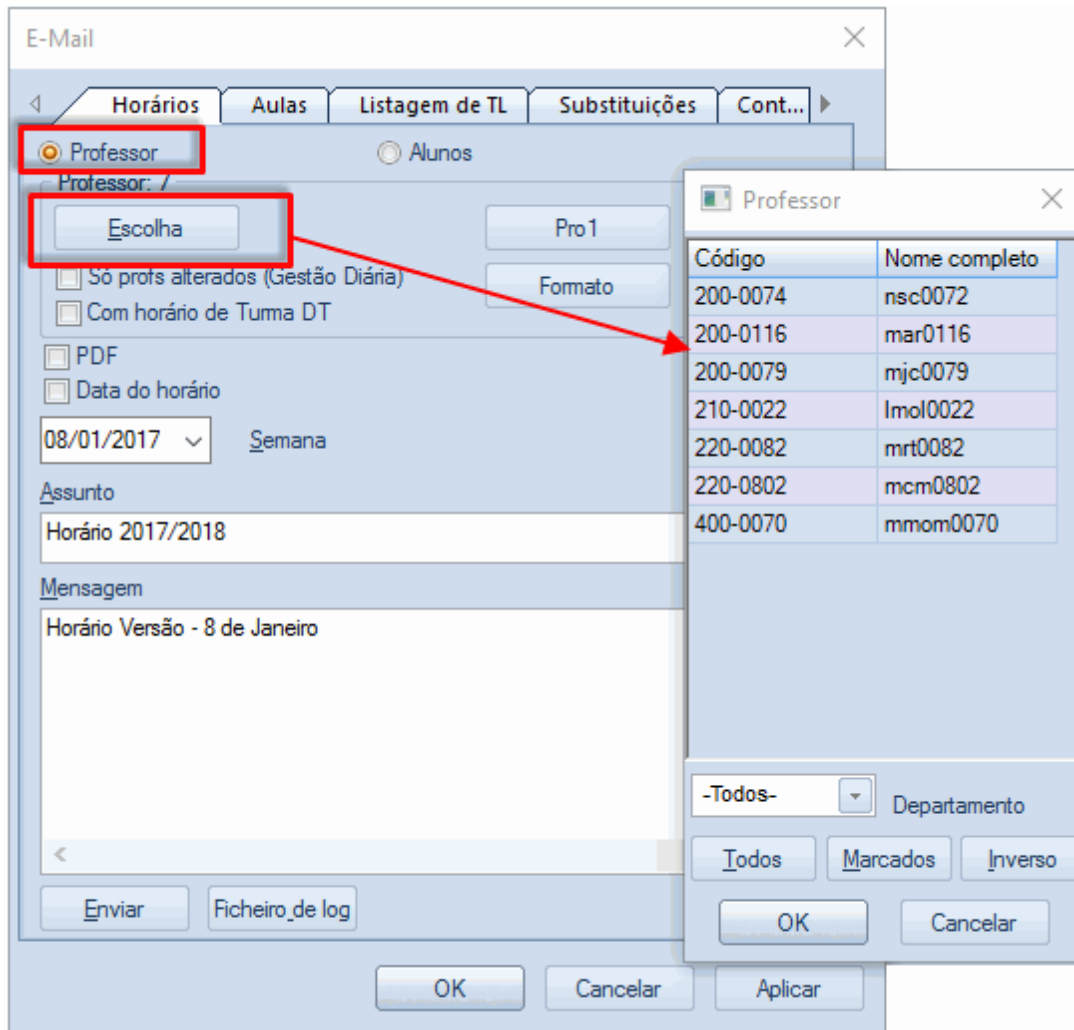 E-Mail
Horários
Aulas
Listagem de TL
Substituições
Cont...
Professor
Alunos
Professor: 7
Escolha
Pro1
Só profs alterados (Gestão Diária)
Formato
Com horário de Turma DT
PDF
Data do horário
08/01/2017
Semana
Assunto
Horário 2017/2018
Mensagem
Horário Versão - 8 de Janeiro
Enviar
Ficheiro de log
OK
Cancelar
Aplicar
Professor
Código Nome completo
200-0074 nsc0072
200-0116 mar0116
200-0079 mjc0079
210-0022 lmol0022
220-0082 mrt0082
220-0802 mcm0802
400-0070 mmom0070
-Todos-
Departamento
Todos
Marcados
Inverso
OK
Cancelar